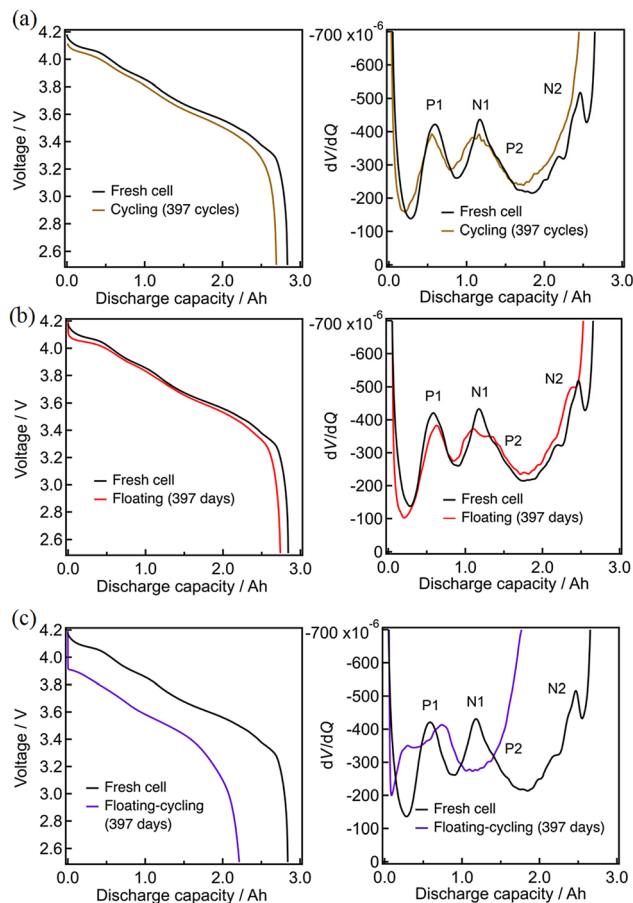 (a)
4.2
4.0
3.8
3.6
3.4
3.2
3.0
2.8
2.6
Voltage / V
Fresh cell
Cycling (397 cycles)
0.0 1.0 2.0 3.0
Discharge capacity / Ah
-700 x10⁻⁶
-600
-500
-400
-300
-200
-100
0
dV/dQ
P1
N1
P2
N2
Fresh cell
Cycling (397 cycles)
0.0 1.0 2.0 3.0
Discharge capacity / Ah
(b)
4.2
4.0
3.8
3.6
3.4
3.2
3.0
2.8
2.6
Voltage / V
Fresh cell
Floating (397 days)
0.0 1.0 2.0 3.0
Discharge capacity / Ah
-700 x10⁻⁶
-600
-500
-400
-300
-200
-100
0
dV/dQ
P1
N1
P2
N2
Fresh cell
Floating (397 days)
0.0 1.0 2.0 3.0
Discharge capacity / Ah
(c)
4.2
4.0
3.8
3.6
3.4
3.2
3.0
2.8
2.6
Voltage / V
Fresh cell
Floating-cycling
(397 days)
0.0 1.0 2.0 3.0
Discharge capacity / Ah
-700 x10⁻⁶
-600
-500
-400
-300
-200
-100
0
dV/dQ
P1
N1
P2
N2
Fresh cell
Floating-cycling (397 days)
0.0 1.0 2.0 3.0
Discharge capacity / Ah